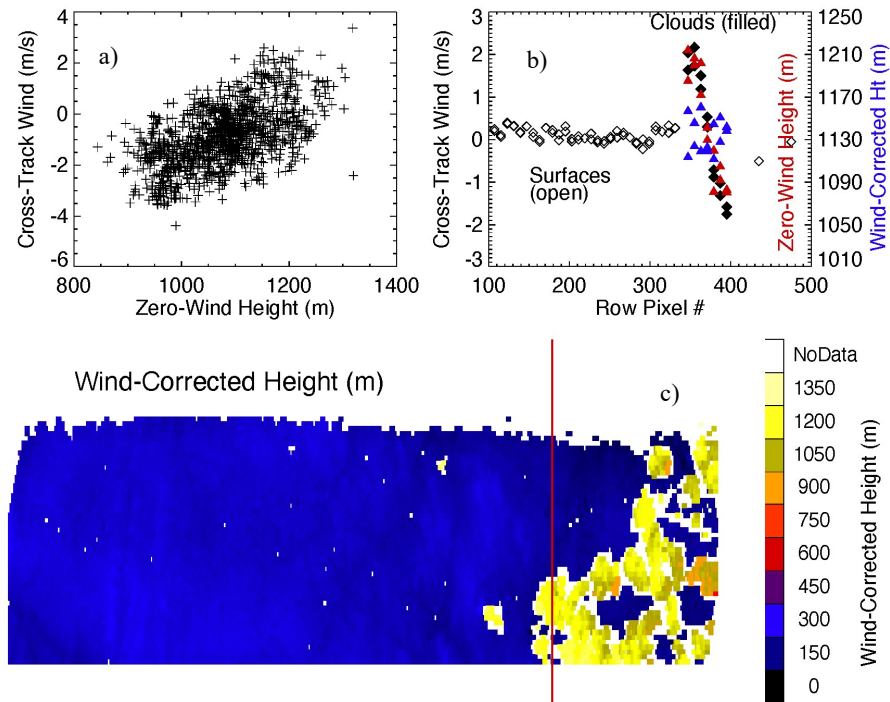 a)
Cross-Track Wind (m/s)
4
2
0
-2
-4
-6
800 1000 1200 1400
Zero-Wind Height (m)
b)
Clouds (filled)
Surfaces
(open)
Cross-Track Wind (m/s)
3
2
1
0
-1
-2
-3
100 200 300 400 500
Row Pixel #
Zero-Wind Height (m)
1250
1210
1170
1130
1090
1050
1010
Wind-Corrected Ht (m)
Wind-Corrected Height (m)
c)
NoData
1350
1200
1050
900
750
600
450
300
150
0
Wind-Corrected Height (m)